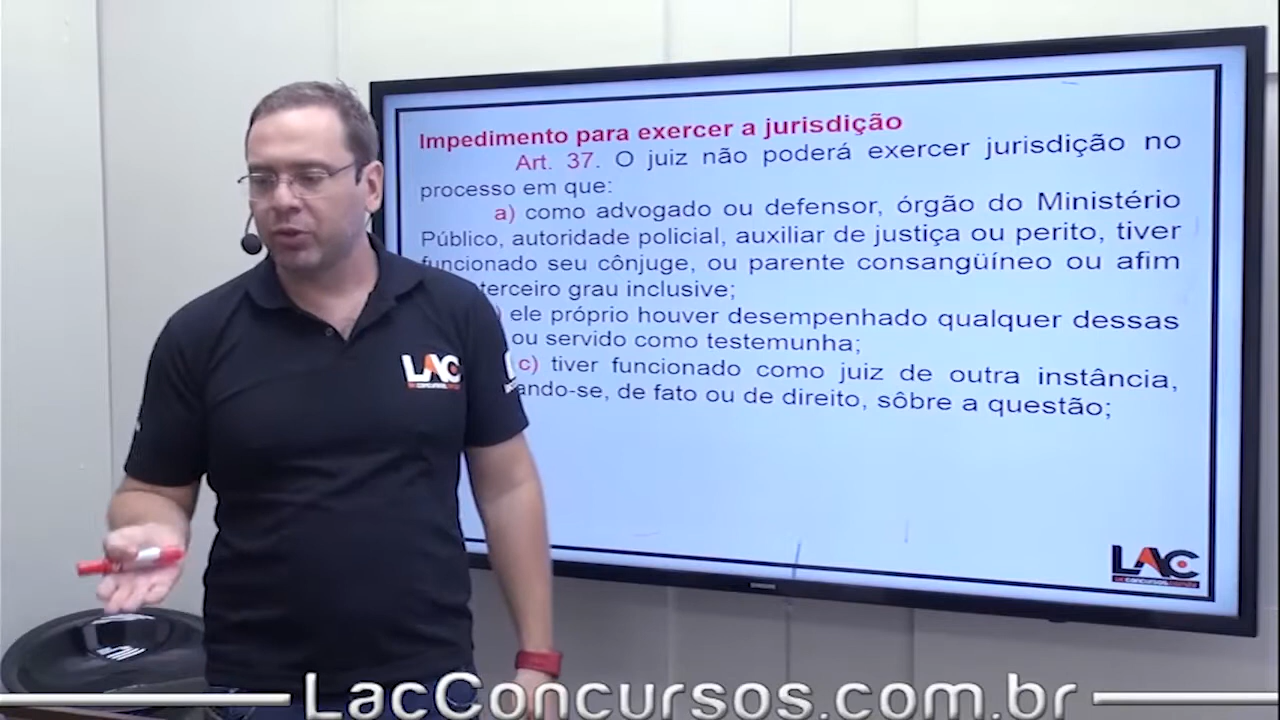 Impedimento para exercer a jurisdição
Art. 37. O juiz não poderá exercer jurisdição no
processo em que:
a) como advogado ou defensor, órgão do Ministério
Público, autoridade policial, auxiliar de justiça ou perito, tiver
funcionado seu cônjuge, ou parente consangüíneo ou afim
terceiro grau inclusive;
) ele próprio houver desempenhado qualquer dessas
ou servido como testemunha;
c) tiver funcionado como juiz de outra instância,
ando-se, de fato ou de direito, sôbre a questão;
LAC
LAC
SAMSUNG
LacConcursos.com.br